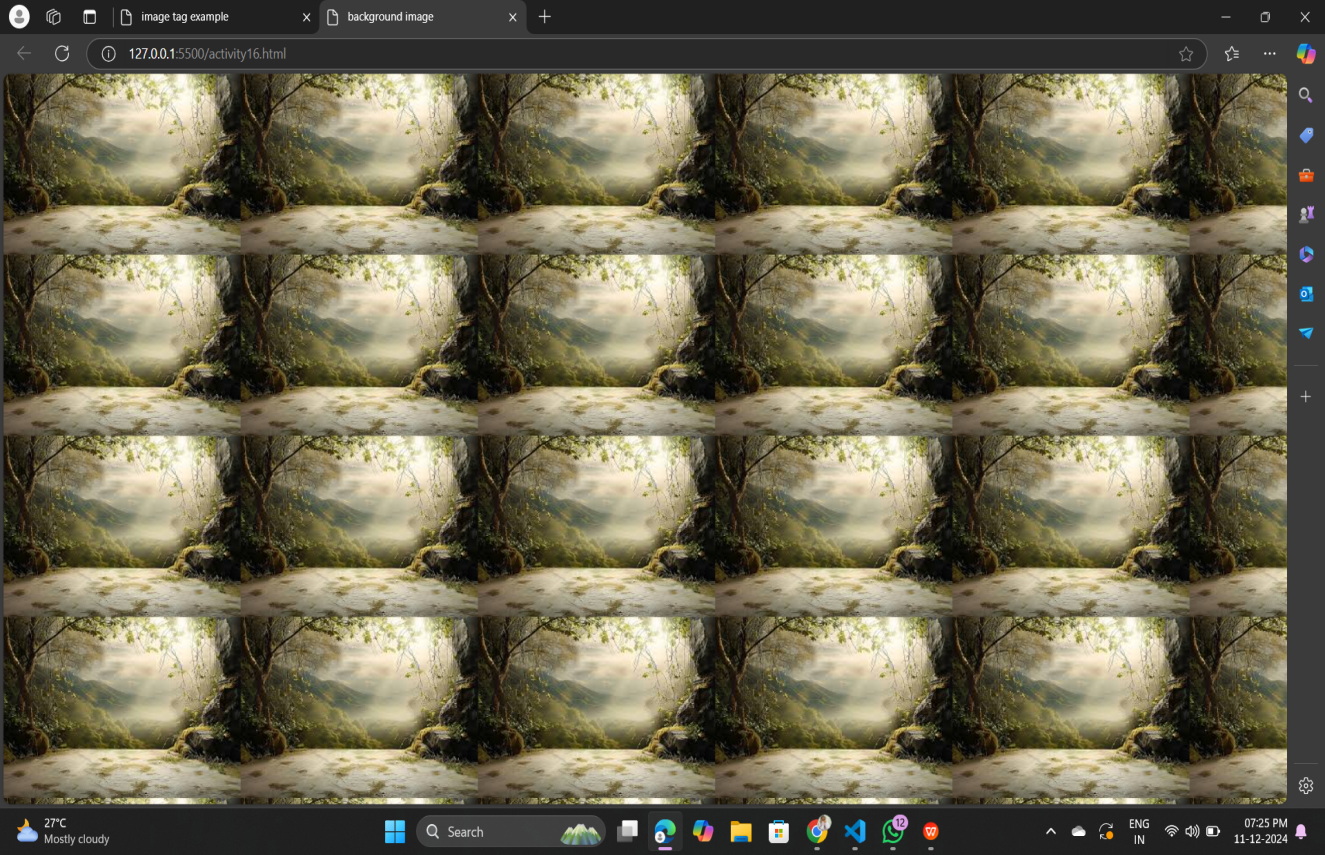 image tag example
background image
127.0.0.1:5500/activity16.html
27°C
Mostly cloudy
Search
12
ENG
IN
07:25 PM
11-12-2024